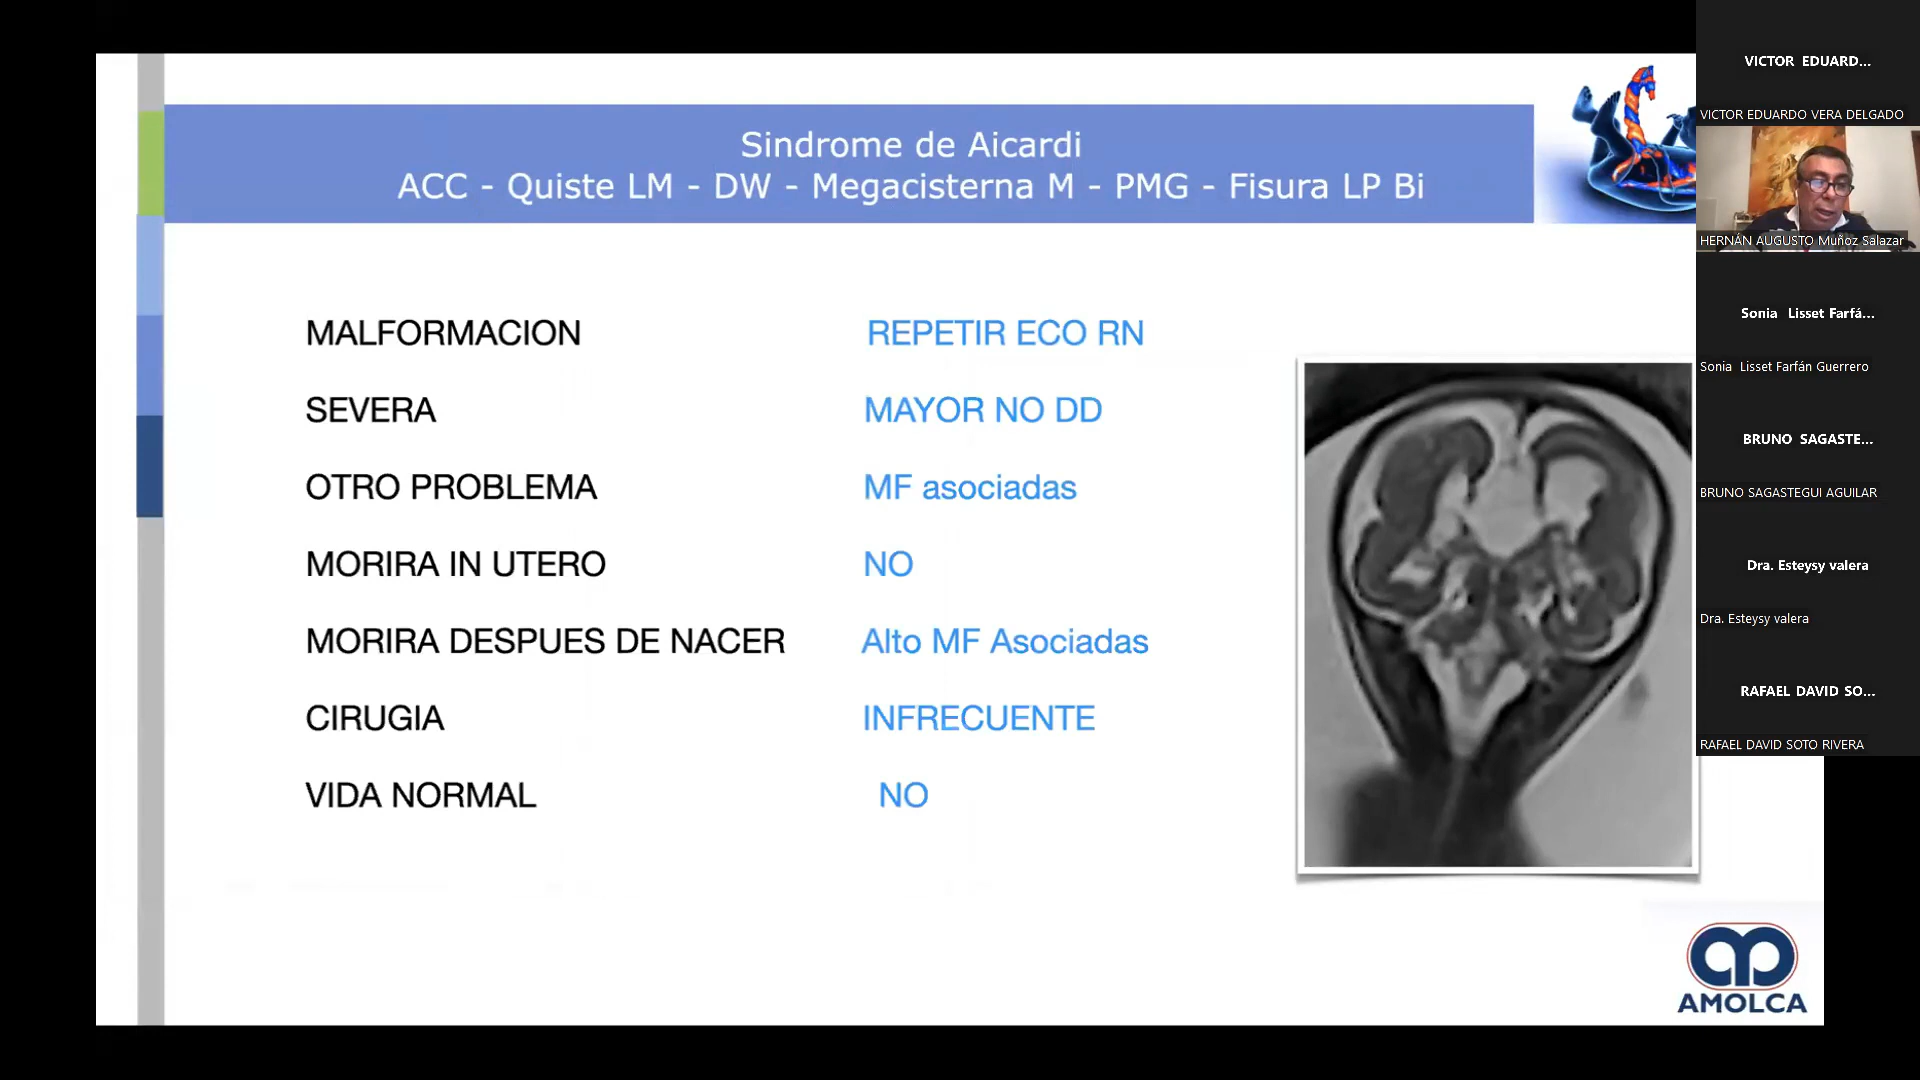 Sindrome de Aicardi
ACC - Quiste LM - DW - Megacisterna M - PMG - Fisura LP Bi
MALFORMACION REPETIR ECO RN
SEVERA MAYOR NO DD
OTRO PROBLEMA MF asociadas
MORIRA IN UTERO NO
MORIRA DESPUES DE NACER Alto MF Asociadas
CIRUGIA INFRECUENTE
VIDA NORMAL NO
AMOLCA
VICTOR EDUARD...
VICTOR EDUARDO VERA DELGADO
HERNÁN AUGUSTO Muñoz Salazar
Sonia Lisset Farfá...
Sonia Lisset Farfán Guerrero
BRUNO SAGASTE...
BRUNO SAGASTEGUI AGUILAR
Dra. Esteysy valera
Dra. Esteysy valera
RAFAEL DAVID SO...
RAFAEL DAVID SOTO RIVERA